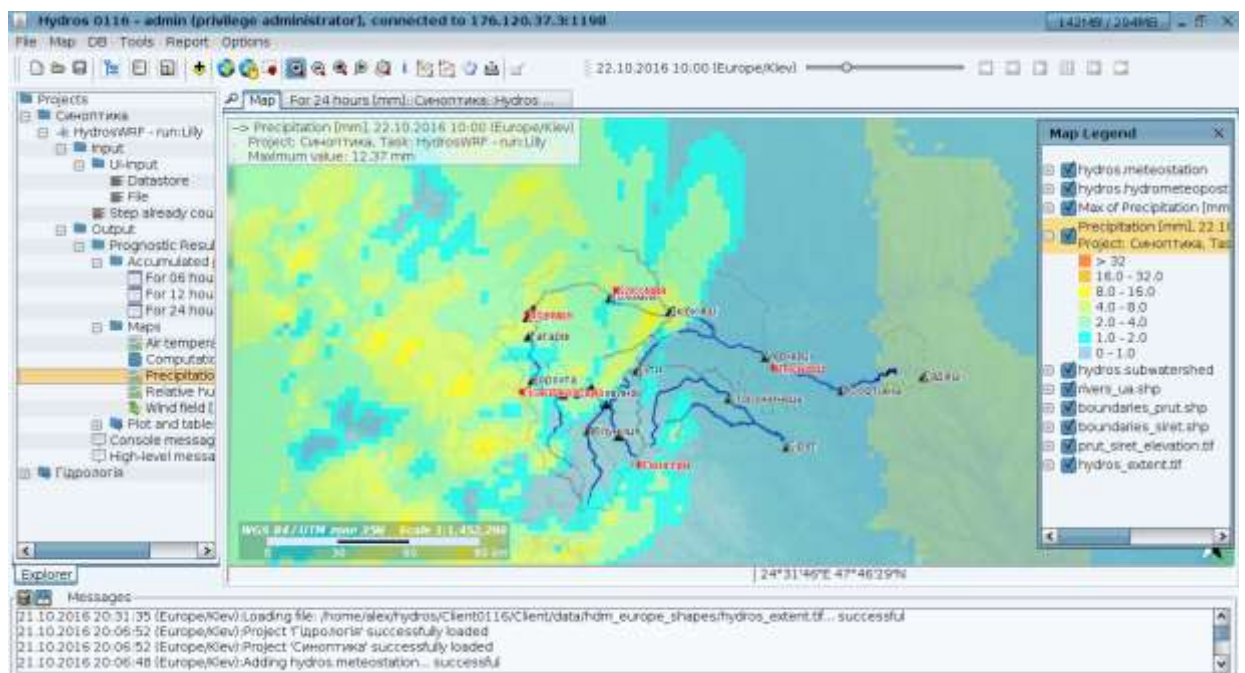 Hydros 0116 - admin (privilege administrator), connected to 176.120.37.3:1198
142MB / 294MB
File Map DB Tools Report Options
22.10.2016 10:00 (Europe/Kiev)
Projects
Синоптика
HydrosWRF - run:Lilly
Input
UI-input
Datastore
File
Step already cou
Output
Prognostic Resul
Accumulated
For 06 hou
For 12 hou
For 24 hou
Maps
Air tempera
Computatio
Precipitatio
Relative hu
Wind field [
Plot and table
Console messag
High-level messa
Гідрологія
Explorer
Map
For 24 hours [mm]. Синоптика. Hydros ...
--> Precipitation [mm]. 22.10.2016 10:00 (Europe/Kiev)
Project: Синоптика, Task: HydrosWRF - run:Lilly
Maximum value: 12.37 mm
Татарів
WGS 84 / UTM zone 35N Scale 1:1,452,298
0 30 60 90 km
24°31'46"E 47°46'29"N
Map Legend
hydros.meteostation
hydros.hydrometeopost
Max of Precipitation [mm
Precipitation [mm]. 22.10
Project: Синоптика, Tas
> 32
16.0 - 32.0
8.0 - 16.0
4.0 - 8.0
2.0 - 4.0
1.0 - 2.0
0 - 1.0
hydros.subwatershed
rivers_ua.shp
boundaries_prut.shp
boundaries_siret.shp
prut_siret_elevation.tif
hydros_extent.tif
Messages
21.10.2016 20:31:35 (Europe/Kiev):Loading file: /home/alex/hydros/Client0116/Client/data/hdm_europe_shapes/hydros_extent.tif... successful
21.10.2016 20:06:52 (Europe/Kiev):Project 'Гідрологія' successfully loaded
21.10.2016 20:06:52 (Europe/Kiev):Project 'Синоптика' successfully loaded
21.10.2016 20:06:48 (Europe/Kiev):Adding hydros.meteostation... successful